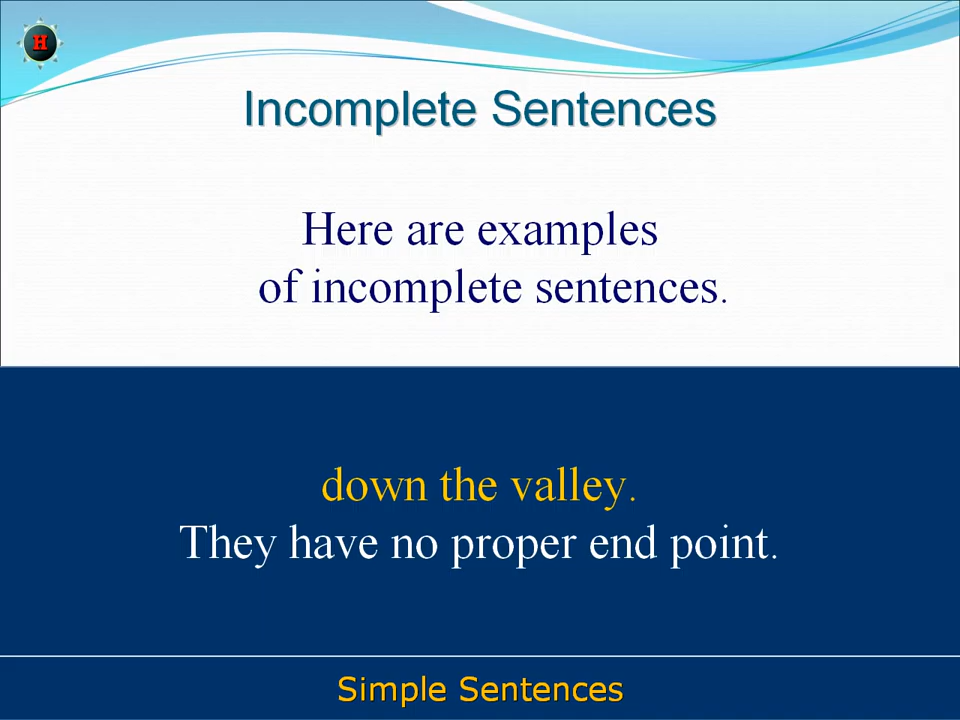 H
Incomplete Sentences
Here are examples
of incomplete sentences.
down the valley.
They have no proper end point.
Simple Sentences